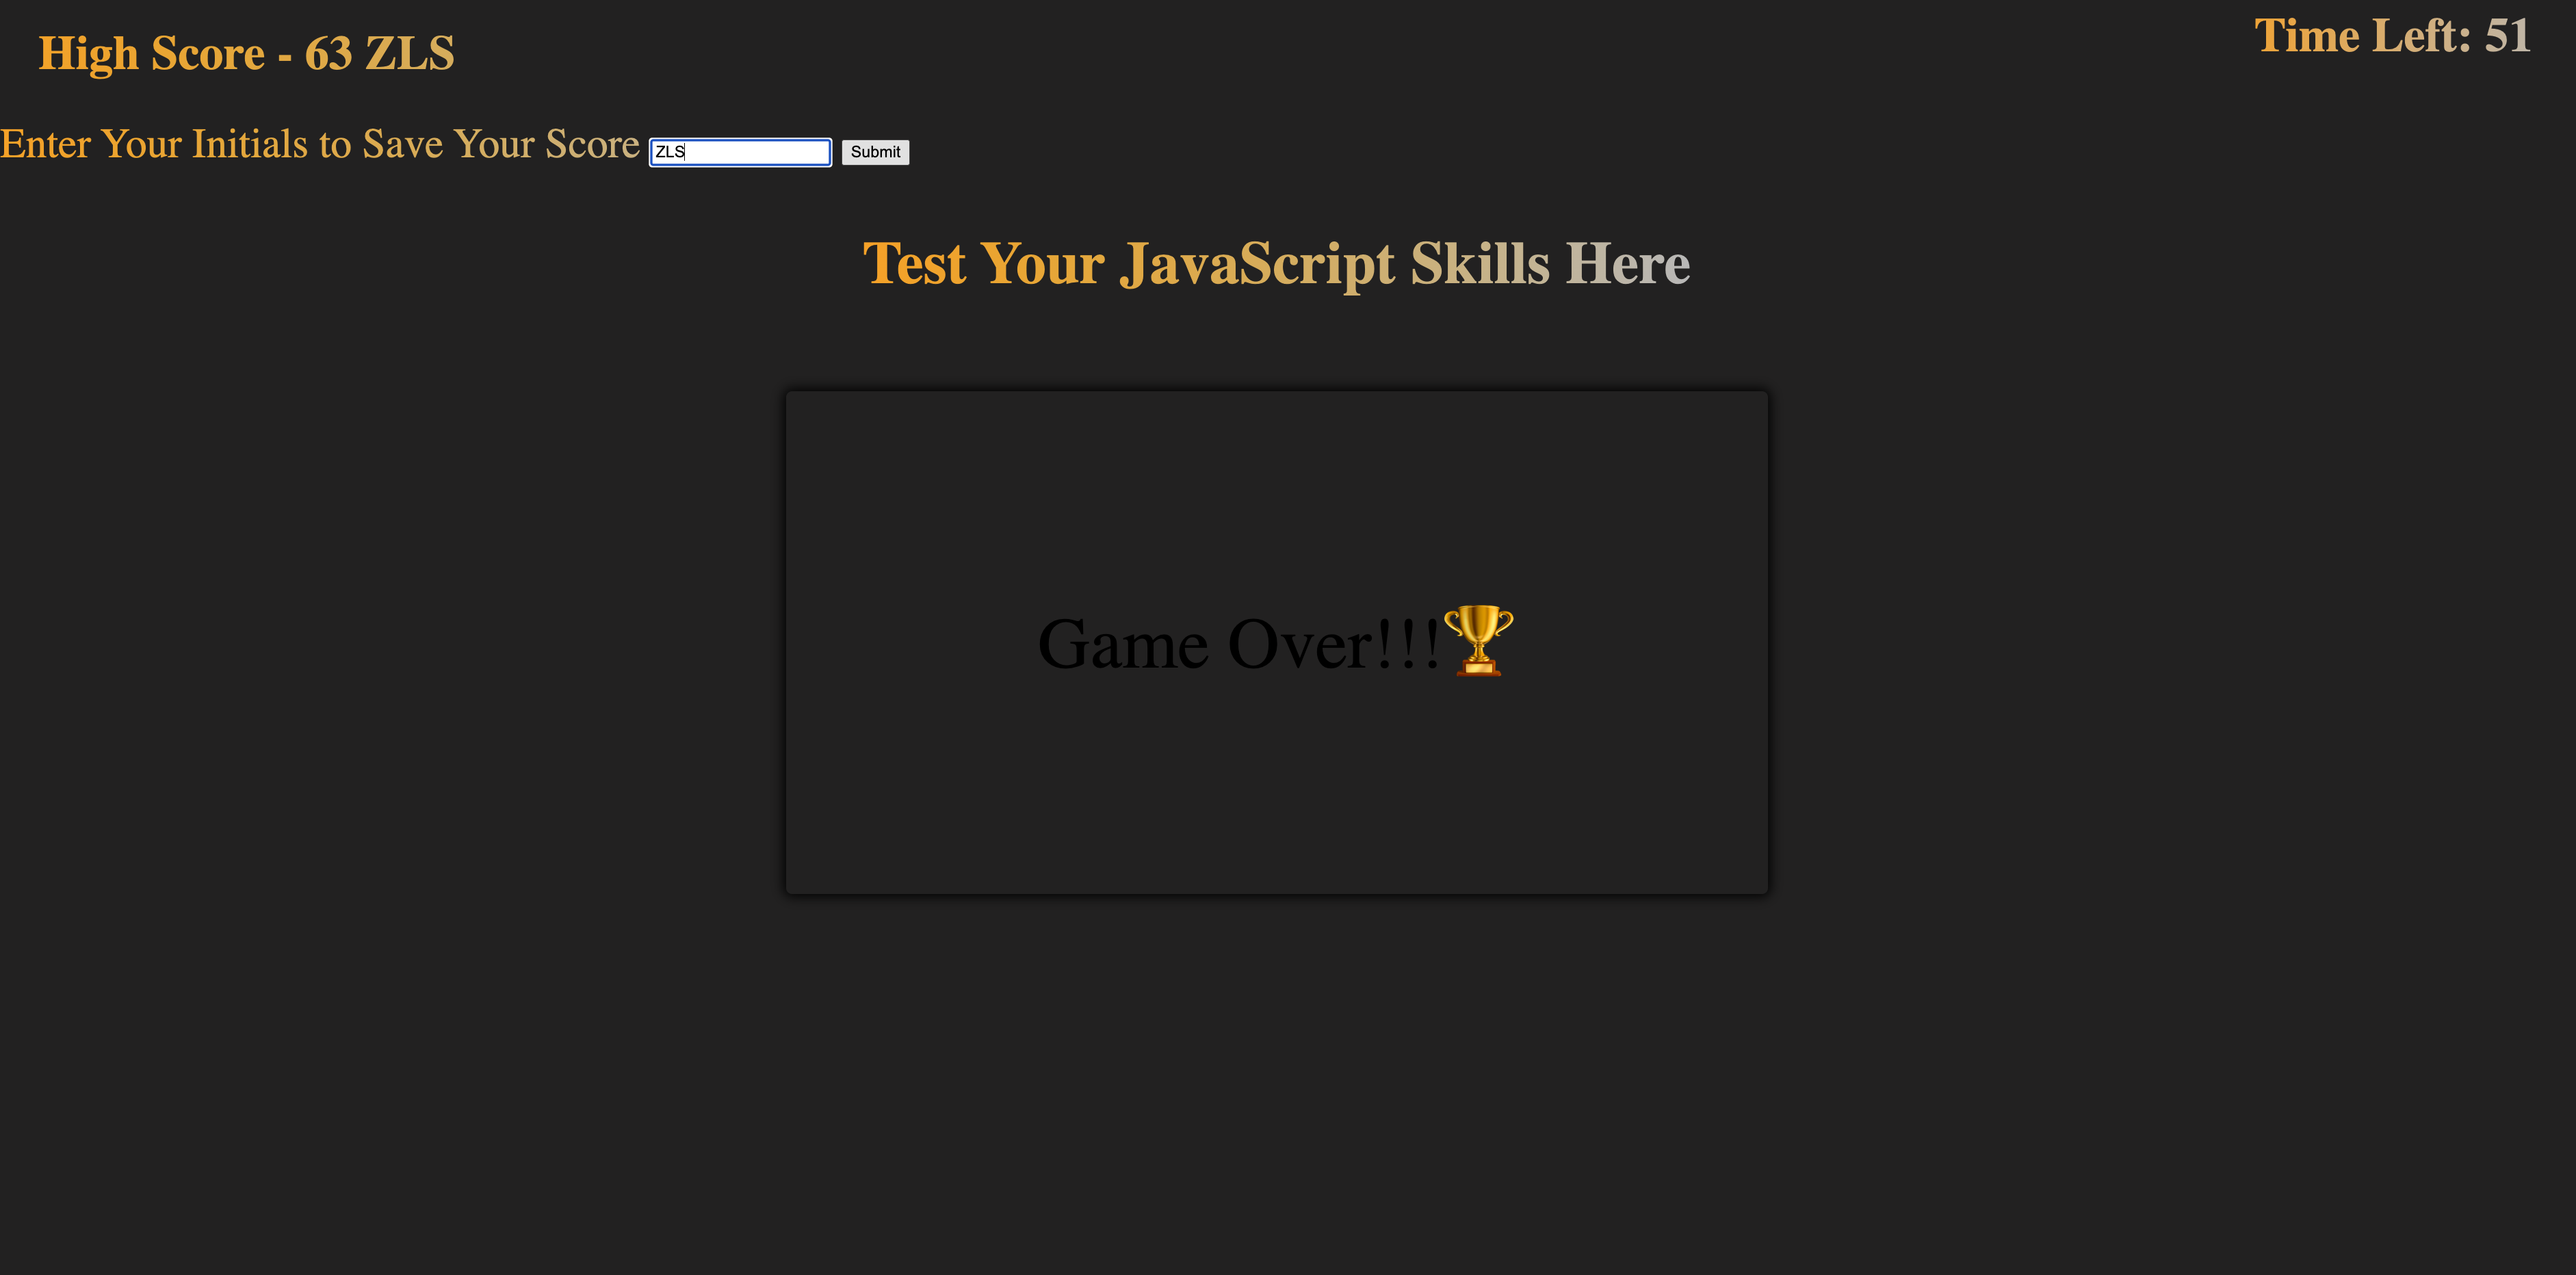 High Score - 63 ZLS
Time Left: 51
Enter Your Initials to Save Your Score ZLS Submit
Test Your JavaScript Skills Here
Game Over!!!🏆